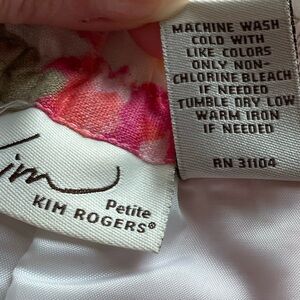 MACHINE WASH
COLD WITH
LIKE COLORS
ONLY NON-
CHLORINE BLEACH
IF NEEDED
TUMBLE DRY LOW
WARM IRON
IF NEEDED
RN 31104
Kim
Petite
KIM ROGERS®